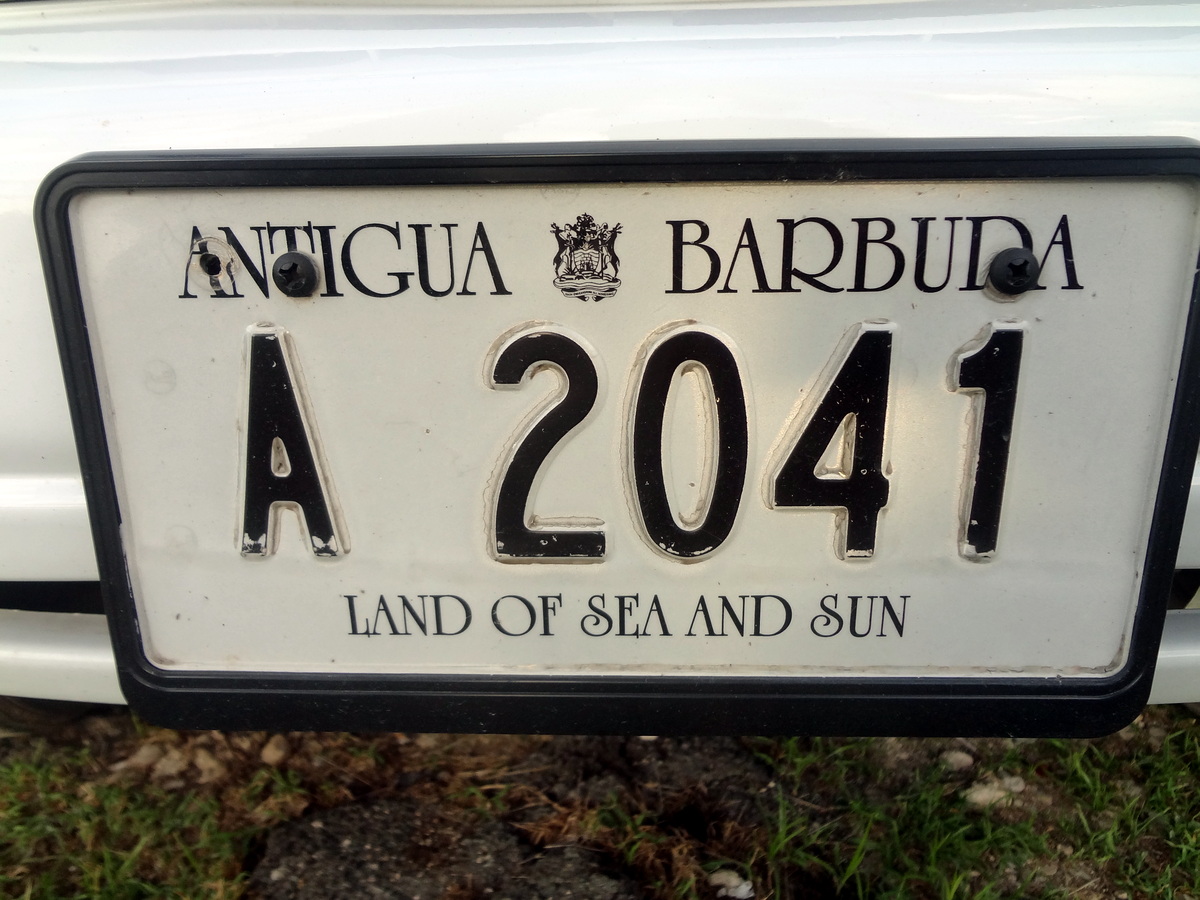 ANTIGUA BARBUDA
A 2041
LAND OF SEA AND SUN